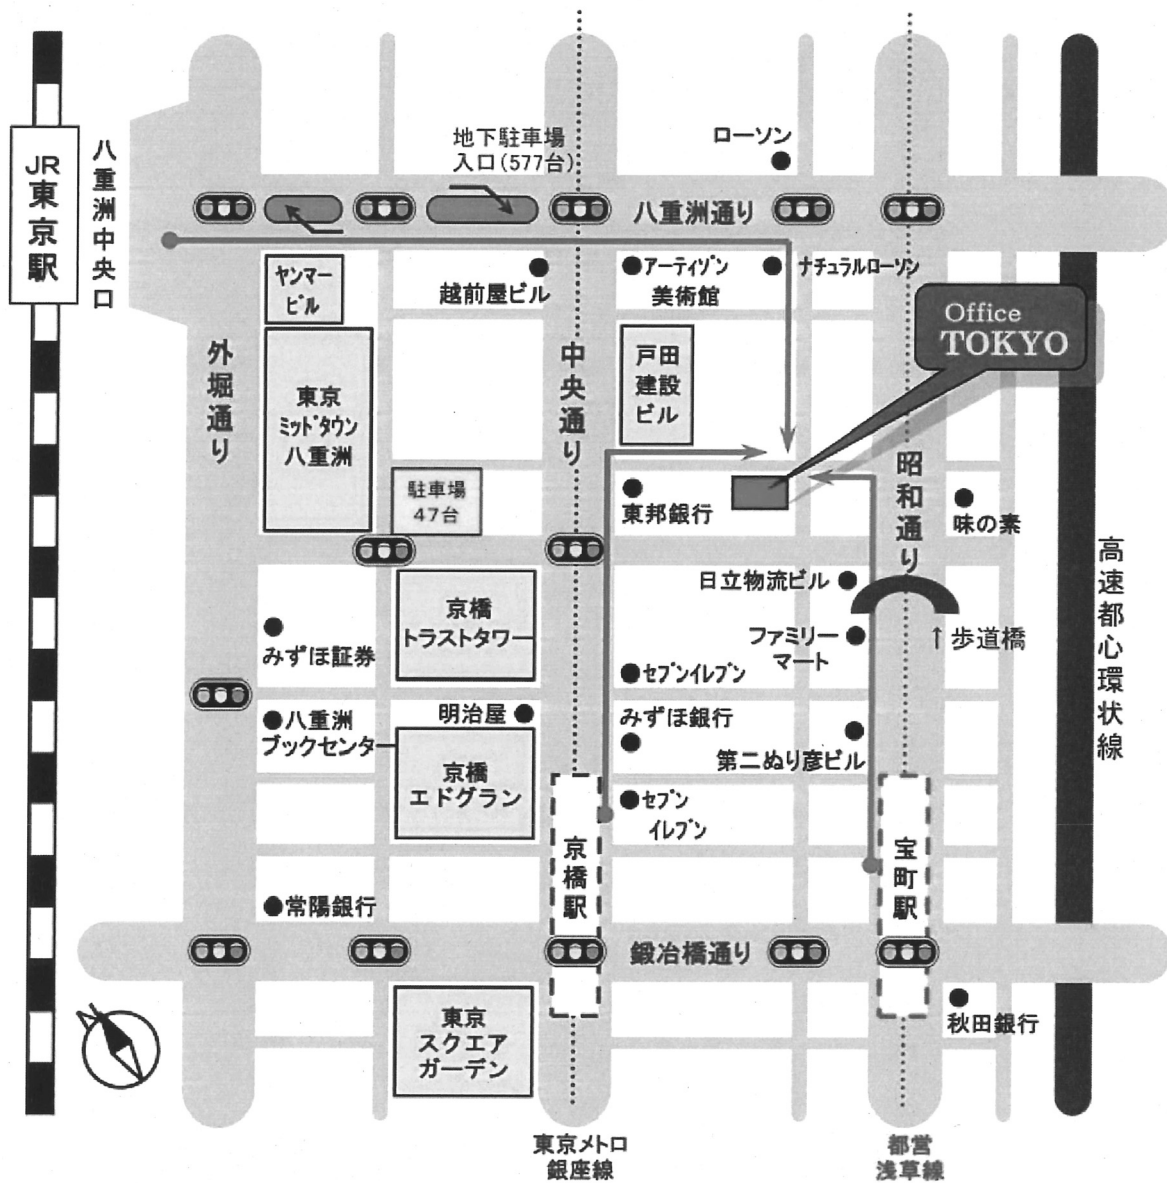 JR東京駅
八重洲中央口
地下駐車場
入口(577台)
ローソン
八重洲通り
ヤンマー
ビル
越前屋ビル
アーティゾン
美術館
ナチュラルローソン
Office
TOKYO
外堀通り
東京
ミッドタウン
八重洲
中央通り
戸田
建設
ビル
昭和通り
駐車場
47台
東邦銀行
味の素
高速都心環状線
京橋
トラストタワー
日立物流ビル
みずほ証券
ファミリー
マート
↑歩道橋
セブンイレブン
八重洲
ブックセンター
明治屋
みずほ銀行
第二ぬり彦ビル
京橋
エドグラン
セブン
イレブン
京橋駅
宝町駅
常陽銀行
鍛冶橋通り
東京
スクエア
ガーデン
秋田銀行
東京メトロ
銀座線
都営
浅草線